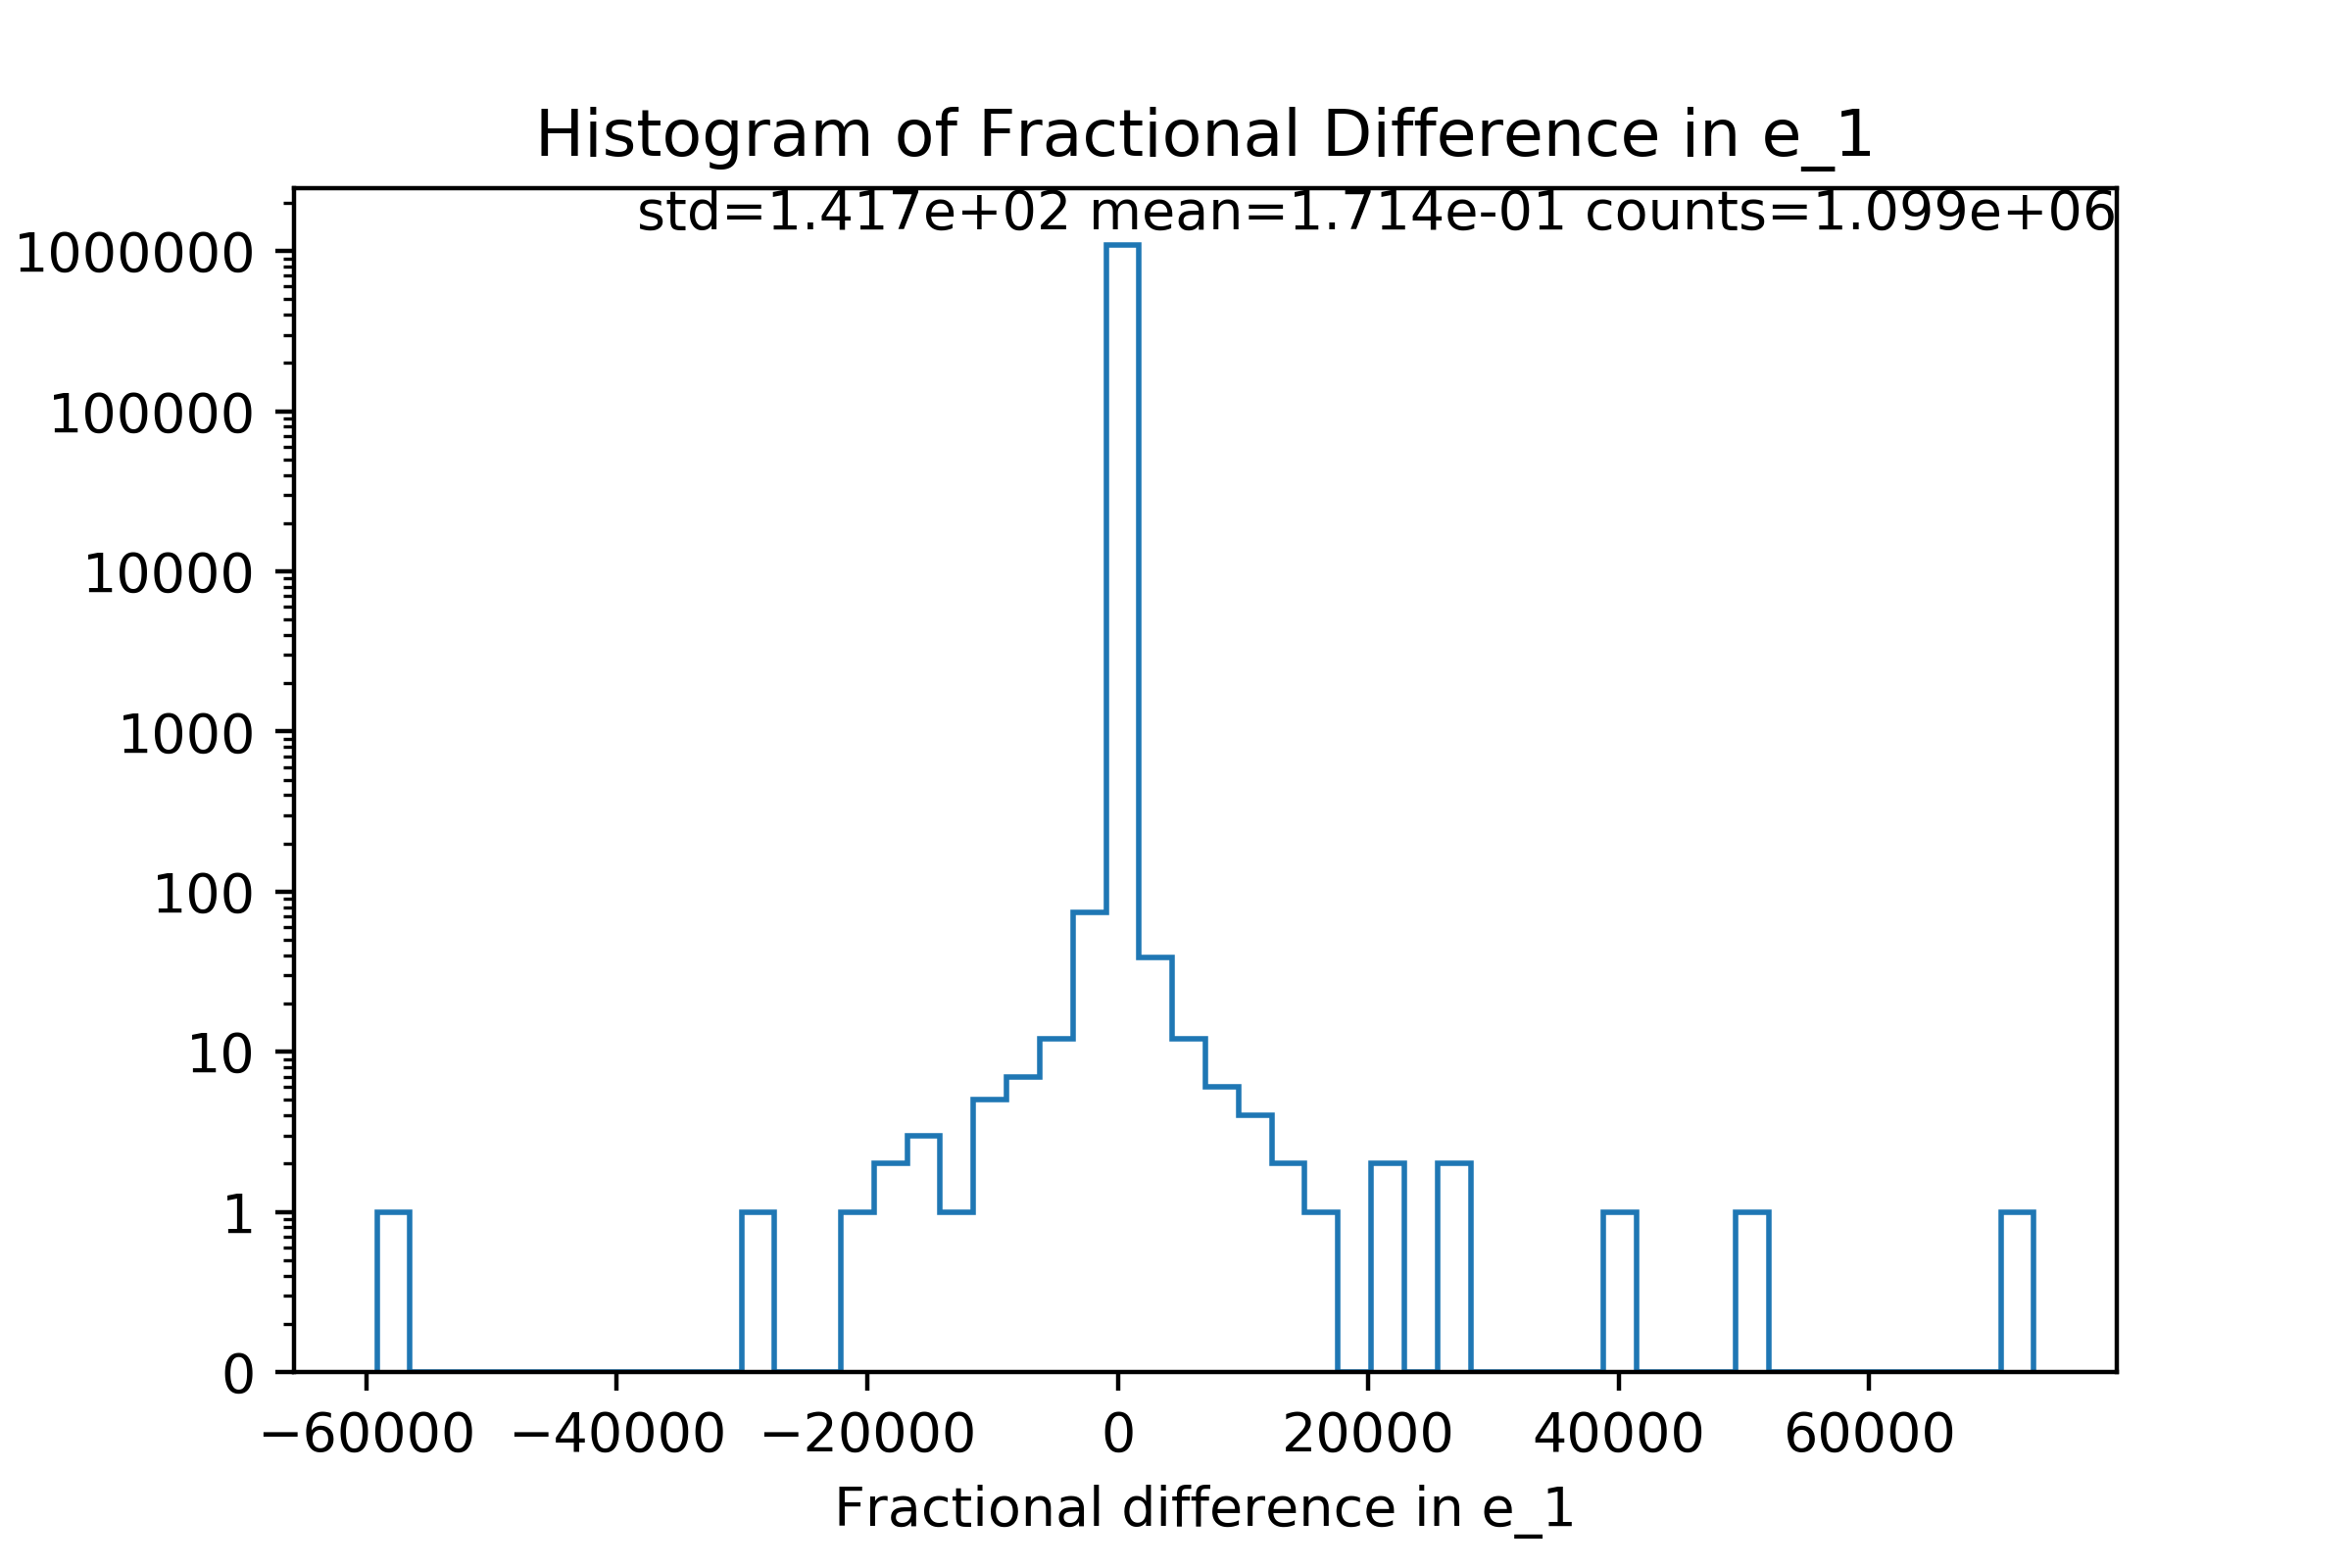 Histogram of Fractional Difference in e_1
std=1.417e+02 mean=1.714e-01 counts=1.099e+06
1000000
100000
10000
1000
100
10
1
0
−60000 −40000 −20000 0 20000 40000 60000
Fractional difference in e_1